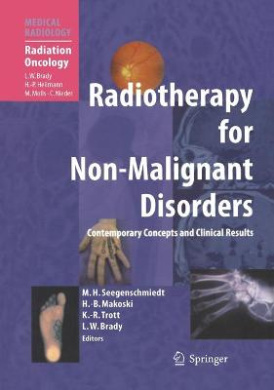 MEDICAL
RADIOLOGY
Radiation
Oncology
L.W. Brady
H.-P. Heilmann
M. Molls · C. Nieder
Radiotherapy
for
Non-Malignant
Disorders
Contemporary Concepts and Clinical Results
M. H. Seegenschmiedt
H.-B. Makoski
K.-R. Trott
L. W. Brady
Editors
Springer